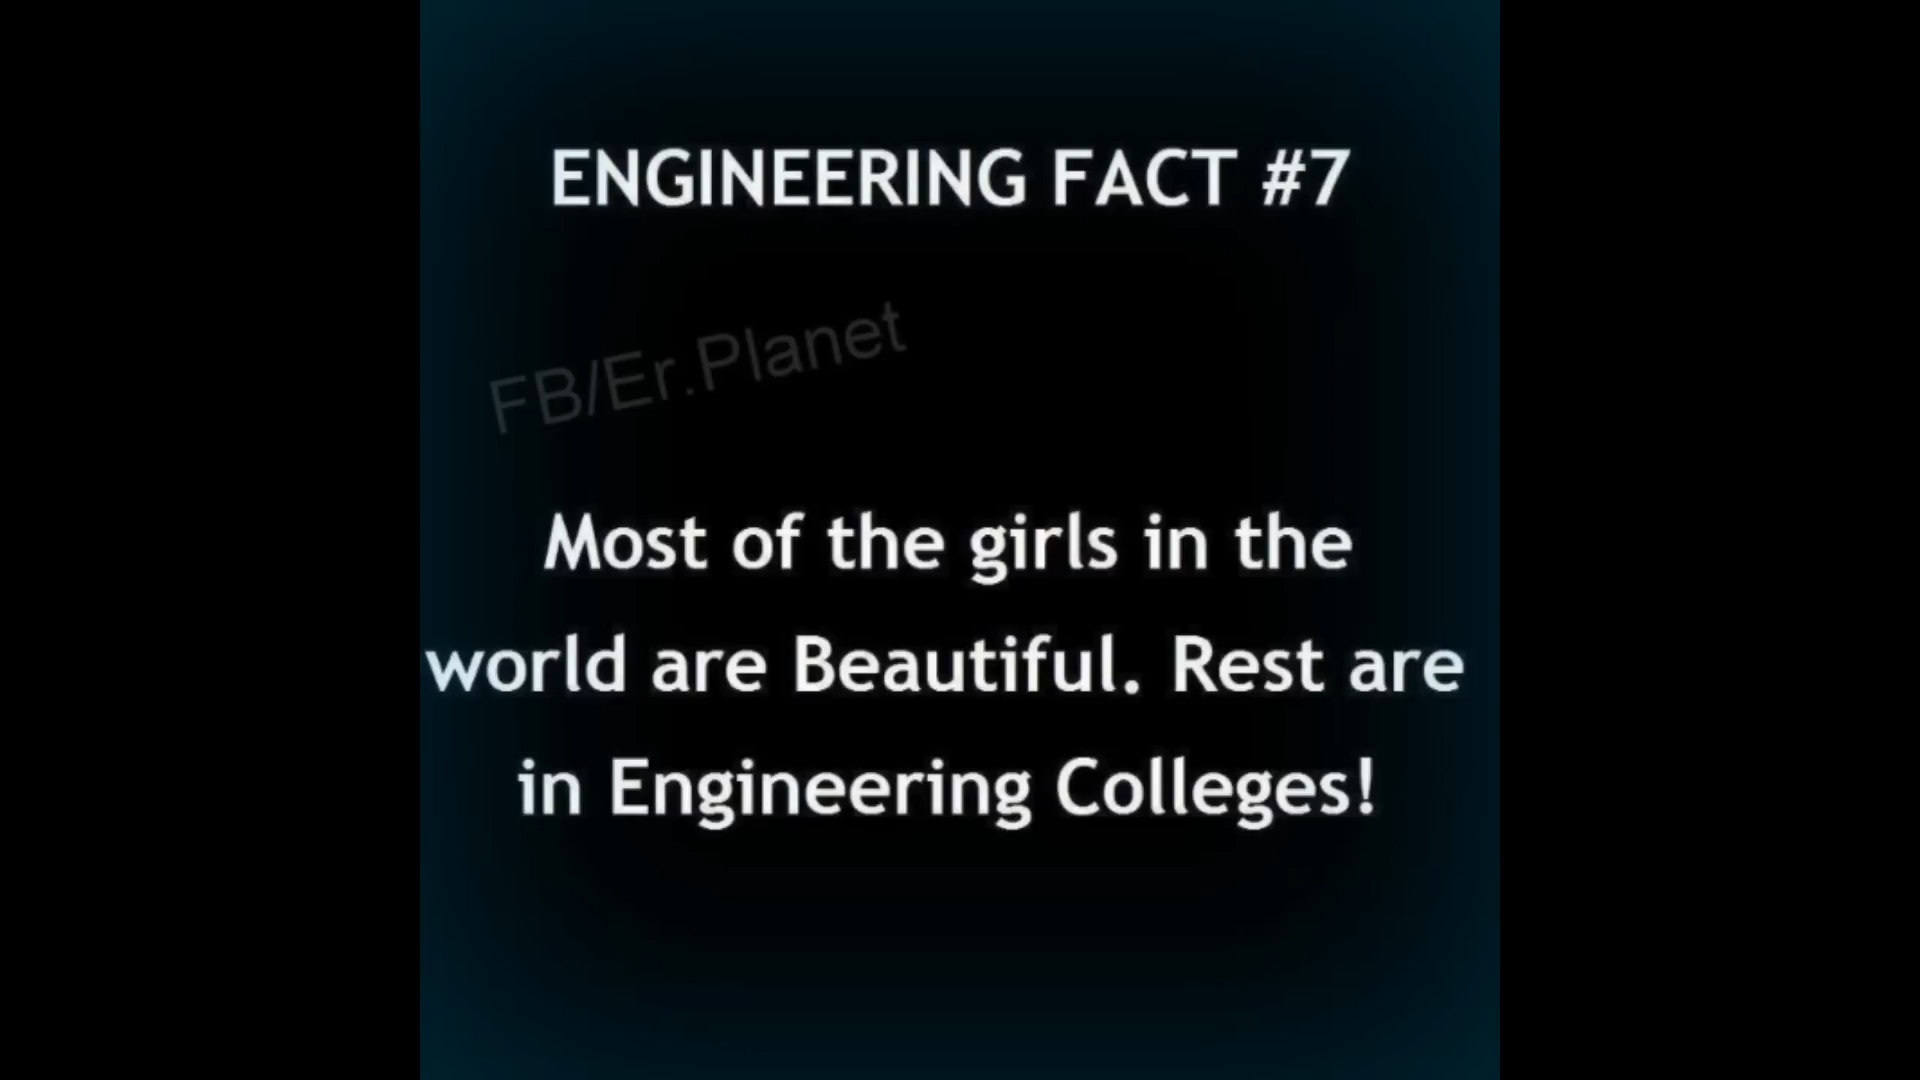 ENGINEERING FACT #7
FB/Er.Planet
Most of the girls in the
world are Beautiful. Rest are
in Engineering Colleges!